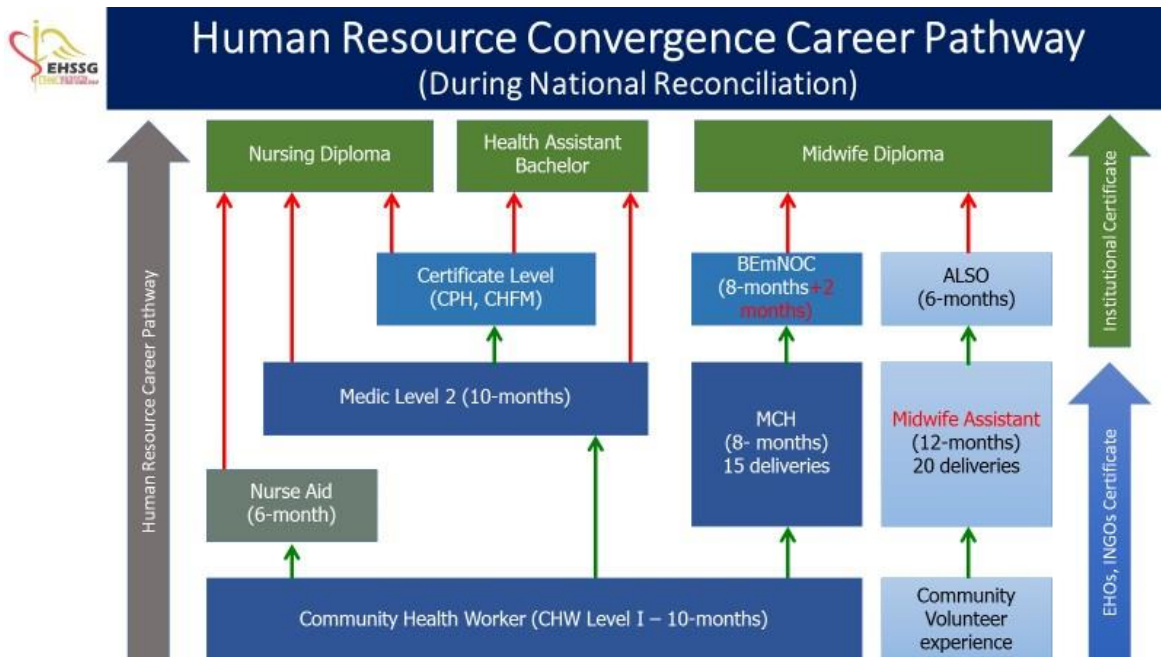 EHSSG
Human Resource Convergence Career Pathway
(During National Reconciliation)
Human Resource Career Pathway
Nursing Diploma
Health Assistant
Bachelor
Midwife Diploma
Institutional Certificate
Certificate Level
(CPH, CHFM)
BEmNOC
(8-months+2
months)
ALSO
(6-months)
Medic Level 2 (10-months)
MCH
(8- months)
15 deliveries
Midwife Assistant
(12-months)
20 deliveries
Nurse Aid
(6-month)
EHOs, INGOs Certificate
Community Health Worker (CHW Level I – 10-months)
Community
Volunteer
experience